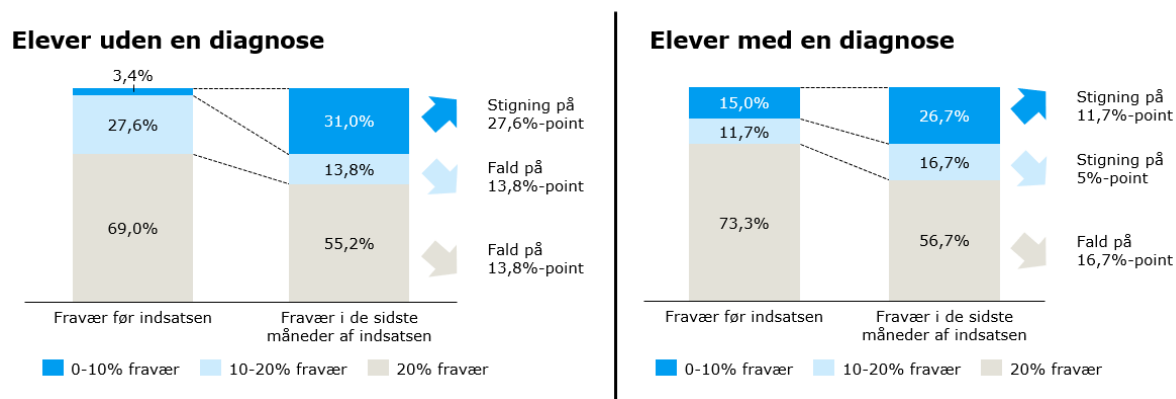 Elever uden en diagnose
3,4%
27,6%
69,0%
31,0%
13,8%
55,2%
Stigning på
27,6%-point
Fald på
13,8%-point
Fald på
13,8%-point
Fravær før indsatsen
Fravær i de sidste
måneder af indsatsen
0-10% fravær
10-20% fravær
20% fravær
Elever med en diagnose
15,0%
11,7%
73,3%
26,7%
16,7%
56,7%
Stigning på
11,7%-point
Stigning på
5%-point
Fald på
16,7%-point
Fravær før indsatsen
Fravær i de sidste
måneder af indsatsen
0-10% fravær
10-20% fravær
20% fravær